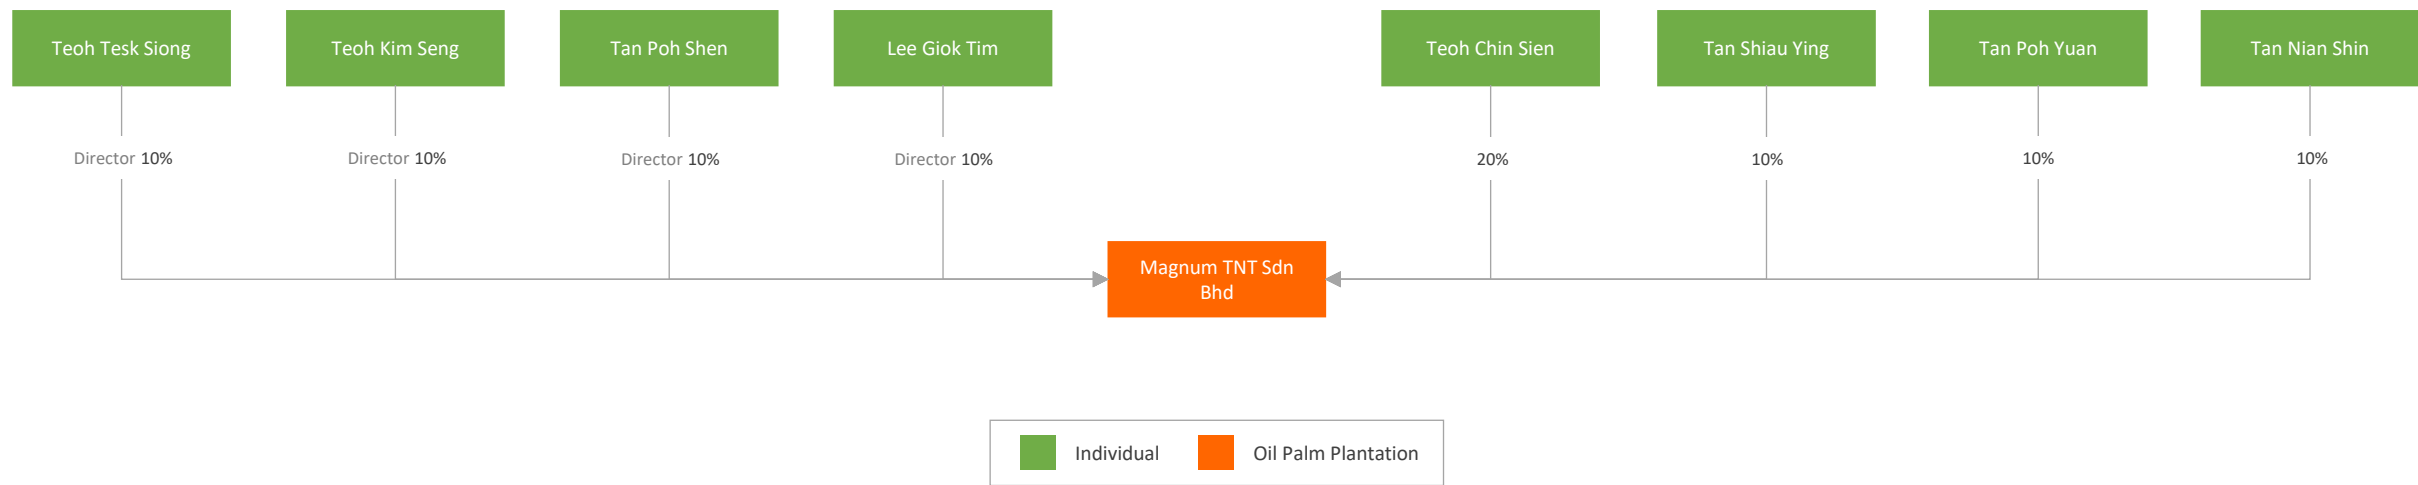 Teoh Tesk Siong
Teoh Kim Seng
Tan Poh Shen
Lee Giok Tim
Teoh Chin Sien
Tan Shiau Ying
Tan Poh Yuan
Tan Nian Shin
Director 10%
Director 10%
Director 10%
Director 10%
20%
10%
10%
10%
Magnum TNT Sdn
Bhd
Individual
Oil Palm Plantation